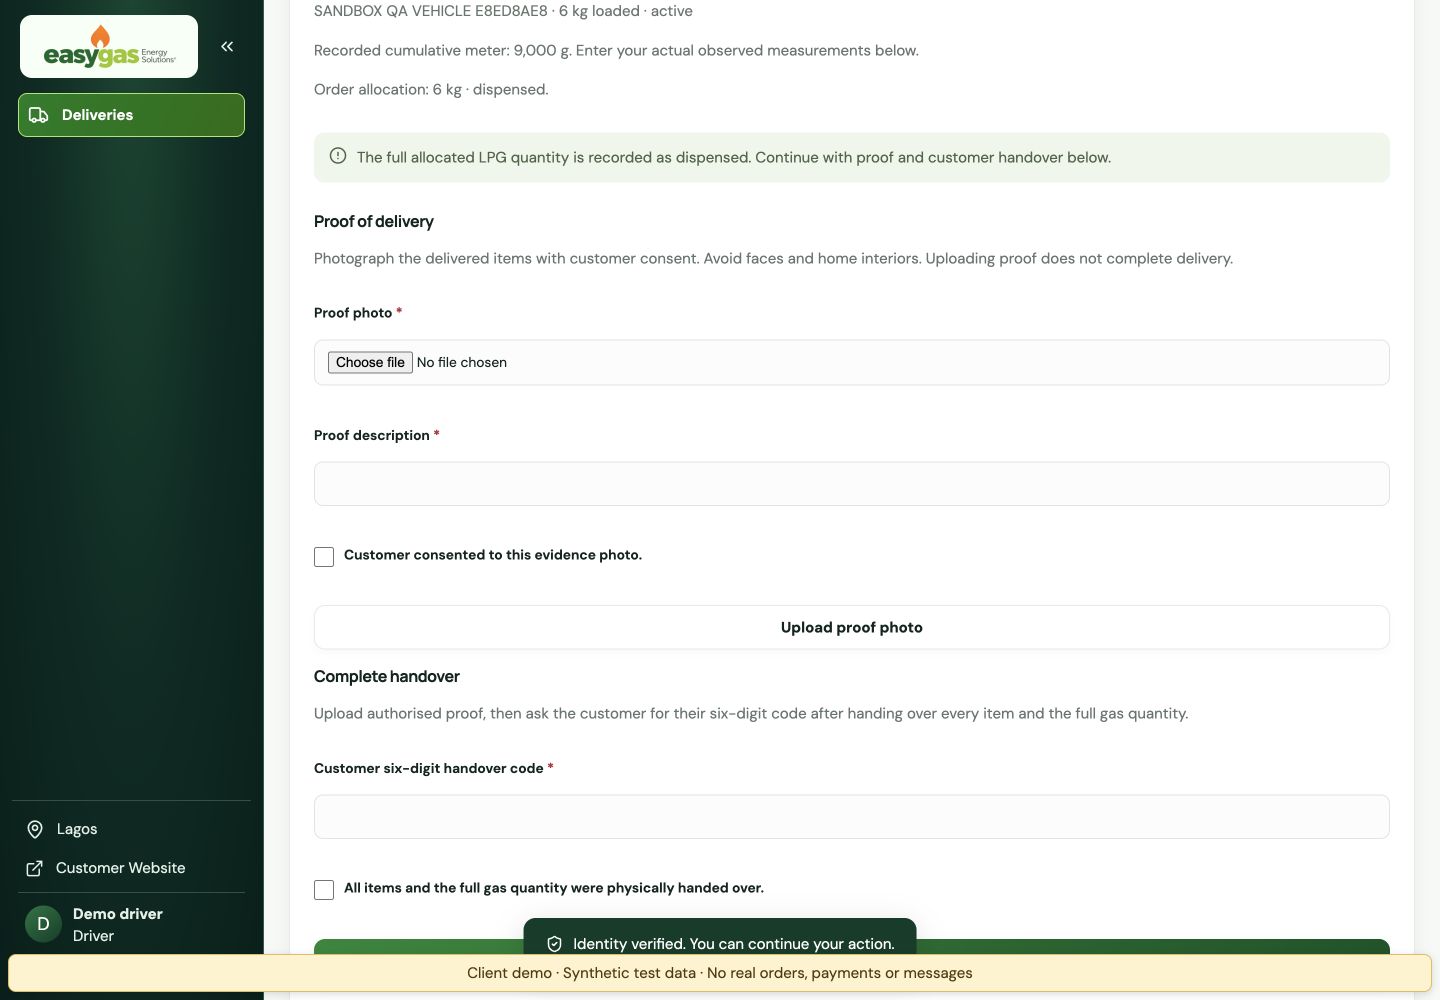 easygas Energy Solutions
Deliveries
SANDBOX QA VEHICLE E8ED8AE8 · 6 kg loaded · active
Recorded cumulative meter: 9,000 g. Enter your actual observed measurements below.
Order allocation: 6 kg · dispensed.
The full allocated LPG quantity is recorded as dispensed. Continue with proof and customer handover below.
Proof of delivery
Photograph the delivered items with customer consent. Avoid faces and home interiors. Uploading proof does not complete delivery.
Proof photo *
Choose file No file chosen
Proof description *
Customer consented to this evidence photo.
Upload proof photo
Complete handover
Upload authorised proof, then ask the customer for their six-digit code after handing over every item and the full gas quantity.
Customer six-digit handover code *
All items and the full gas quantity were physically handed over.
Lagos
Customer Website
D
Demo driver
Driver
Identity verified. You can continue your action.
Client demo · Synthetic test data · No real orders, payments or messages